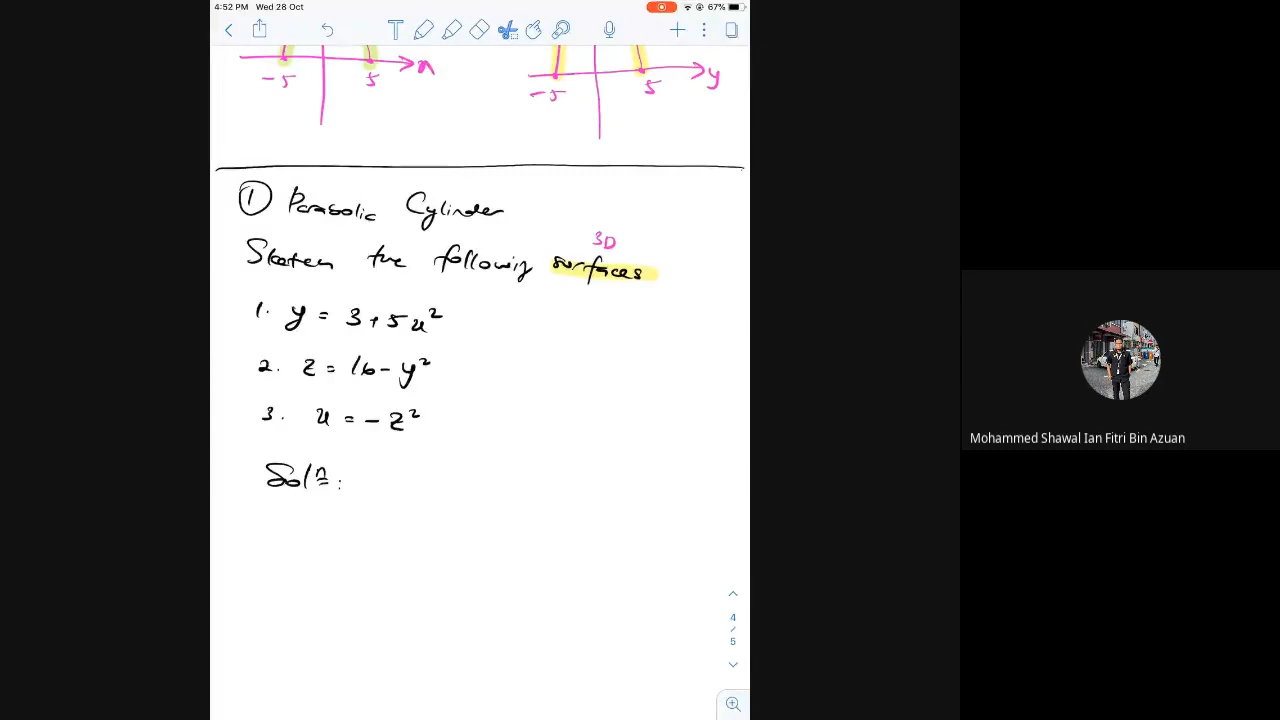 4:52 PM Wed 28 Oct 67%
-5 5 x
-5 5 y
① Parabolic Cylinder
3D
Sketch the following surfaces
1. y = 3 + 5x²
2. z = 16 - y²
3. x = - z²
Solⁿ :
4
/
5
Mohammed Shawal Ian Fitri Bin Azuan